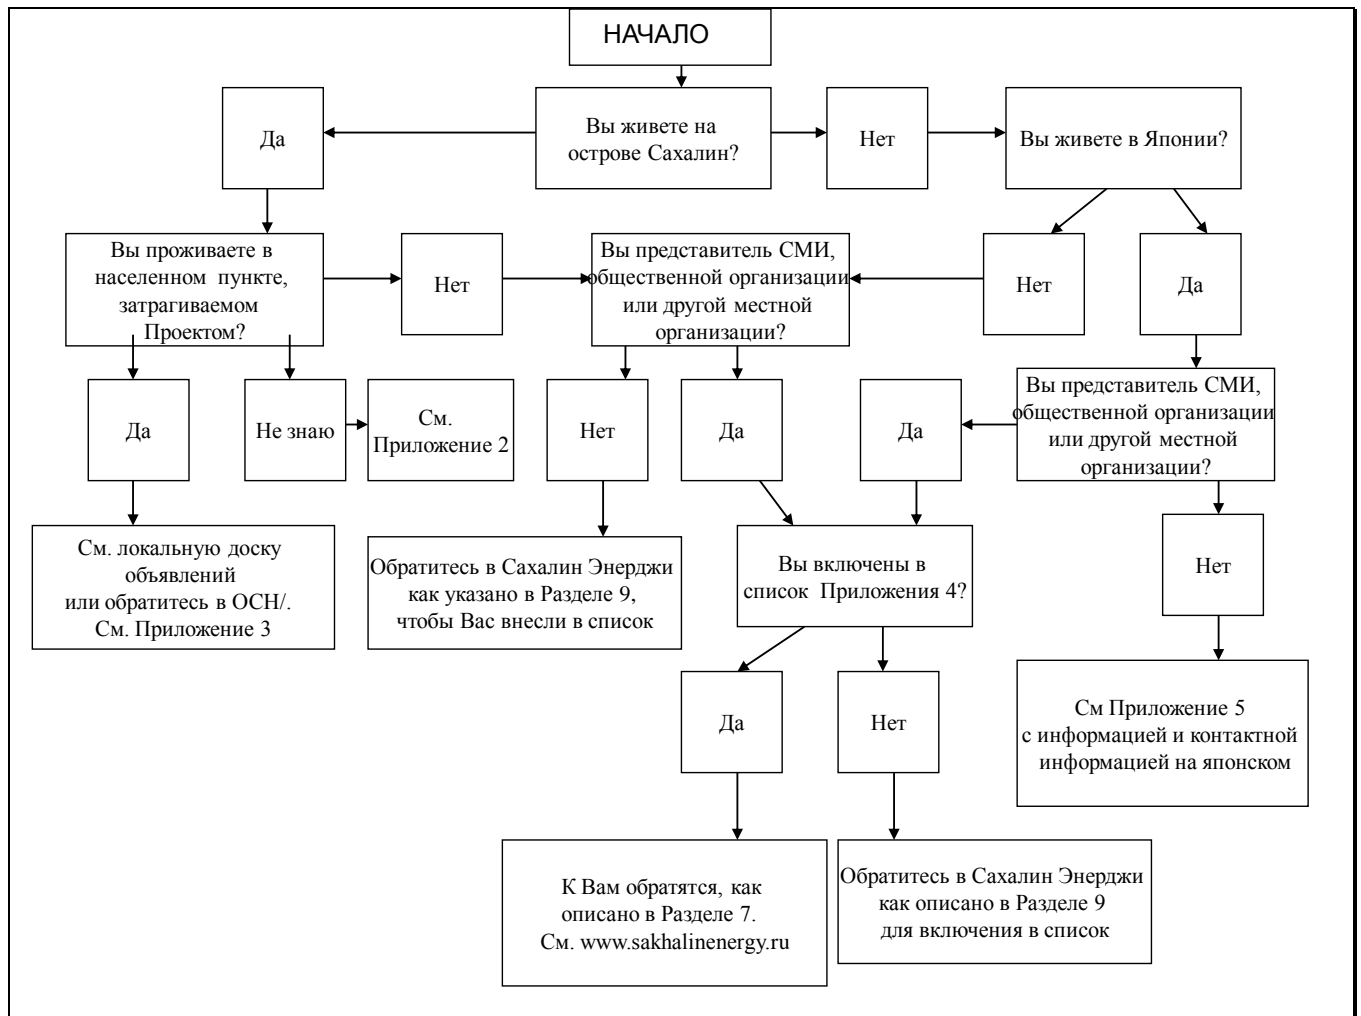 НАЧАЛО
Да
Вы живете на
острове Сахалин?
Нет
Вы живете в Японии?
Вы проживаете в
населенном пункте,
затрагиваемом
Проектом?
Нет
Вы представитель СМИ,
общественной организации
или другой местной
организации?
Нет
Да
Да
Не знаю
См.
Приложение 2
Нет
Да
Да
Вы представитель СМИ,
общественной организации
или другой местной
организации?
См. локальную доску
объявлений
или обратитесь в ОСН/.
См. Приложение 3
Обратитесь в Сахалин Энерджи
как указано в Разделе 9,
чтобы Вас внесли в список
Вы включены в
список Приложения 4?
Нет
Да
Нет
См Приложение 5
с информацией и контактной
информацией на японском
К Вам обратятся, как
описано в Разделе 7.
См. www.sakhalinenergy.ru
Обратитесь в Сахалин Энерджи
как описано в Разделе 9
для включения в список